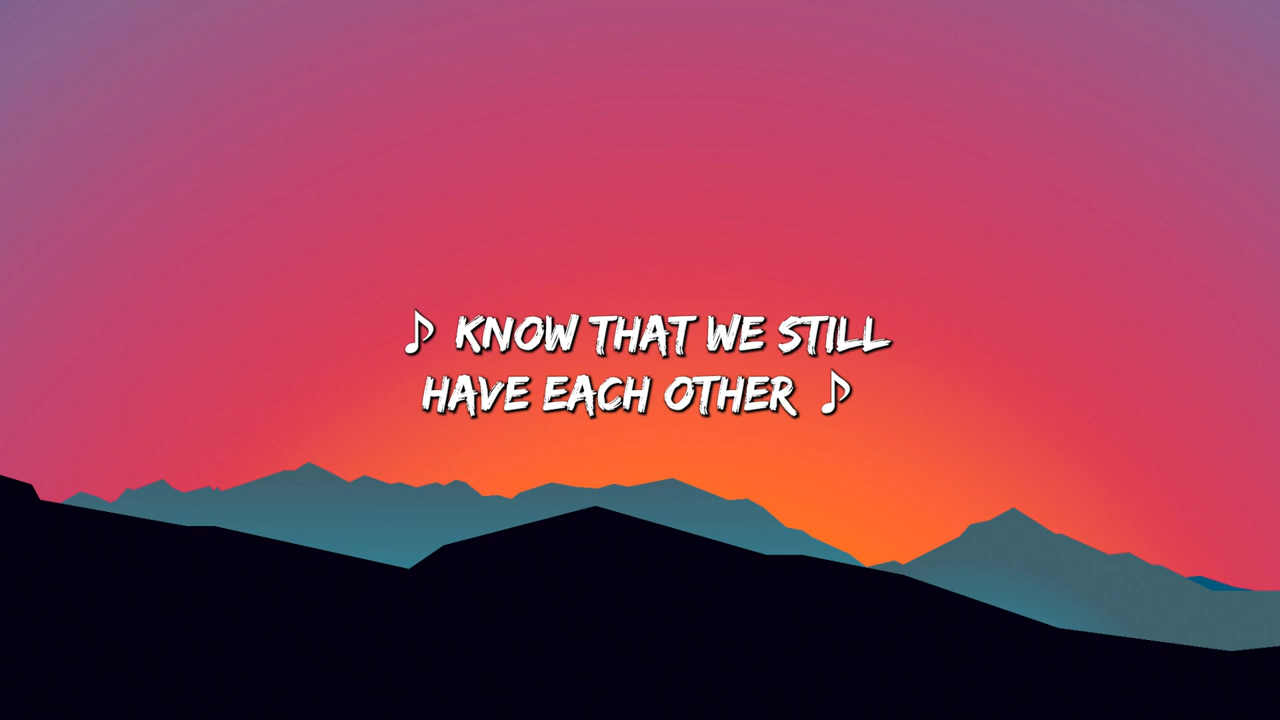 ♪ KNOW THAT WE STILL
HAVE EACH OTHER ♪